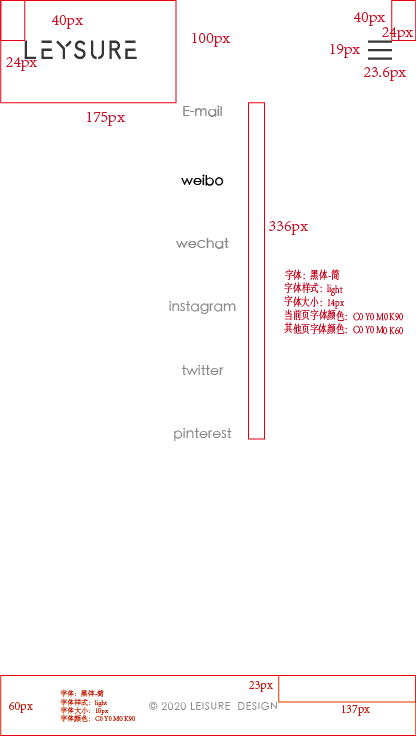 40px
100px
40px
24px
LEYSURE
19px
24px
23.6px
175px
E-mail
weibo
336px
wechat
字体：黑体-简
字体样式：light
字体大小：14px
当前页字体颜色：C0 Y0 M0 K90
其他页字体颜色：C0 Y0 M0 K60
instagram
twitter
pinterest
23px
字体：黑体-简
字体样式：light
字体大小：10px
字体颜色：C0 Y0 M0 K90
60px
© 2020 LEISURE DESIGN
137px